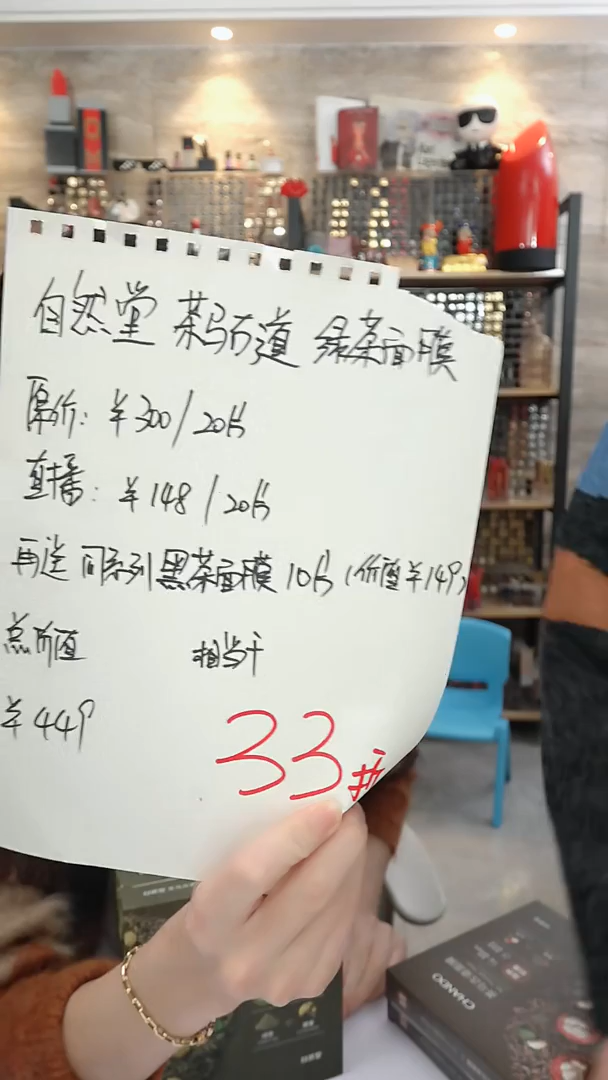 自然堂 茶马古道 绿茶面膜
原价: ¥300/20片
直播: ¥148/20片
再送同系列黑茶面膜10片(价值¥149)
总价值 相当于
¥449 33折
CHANDO